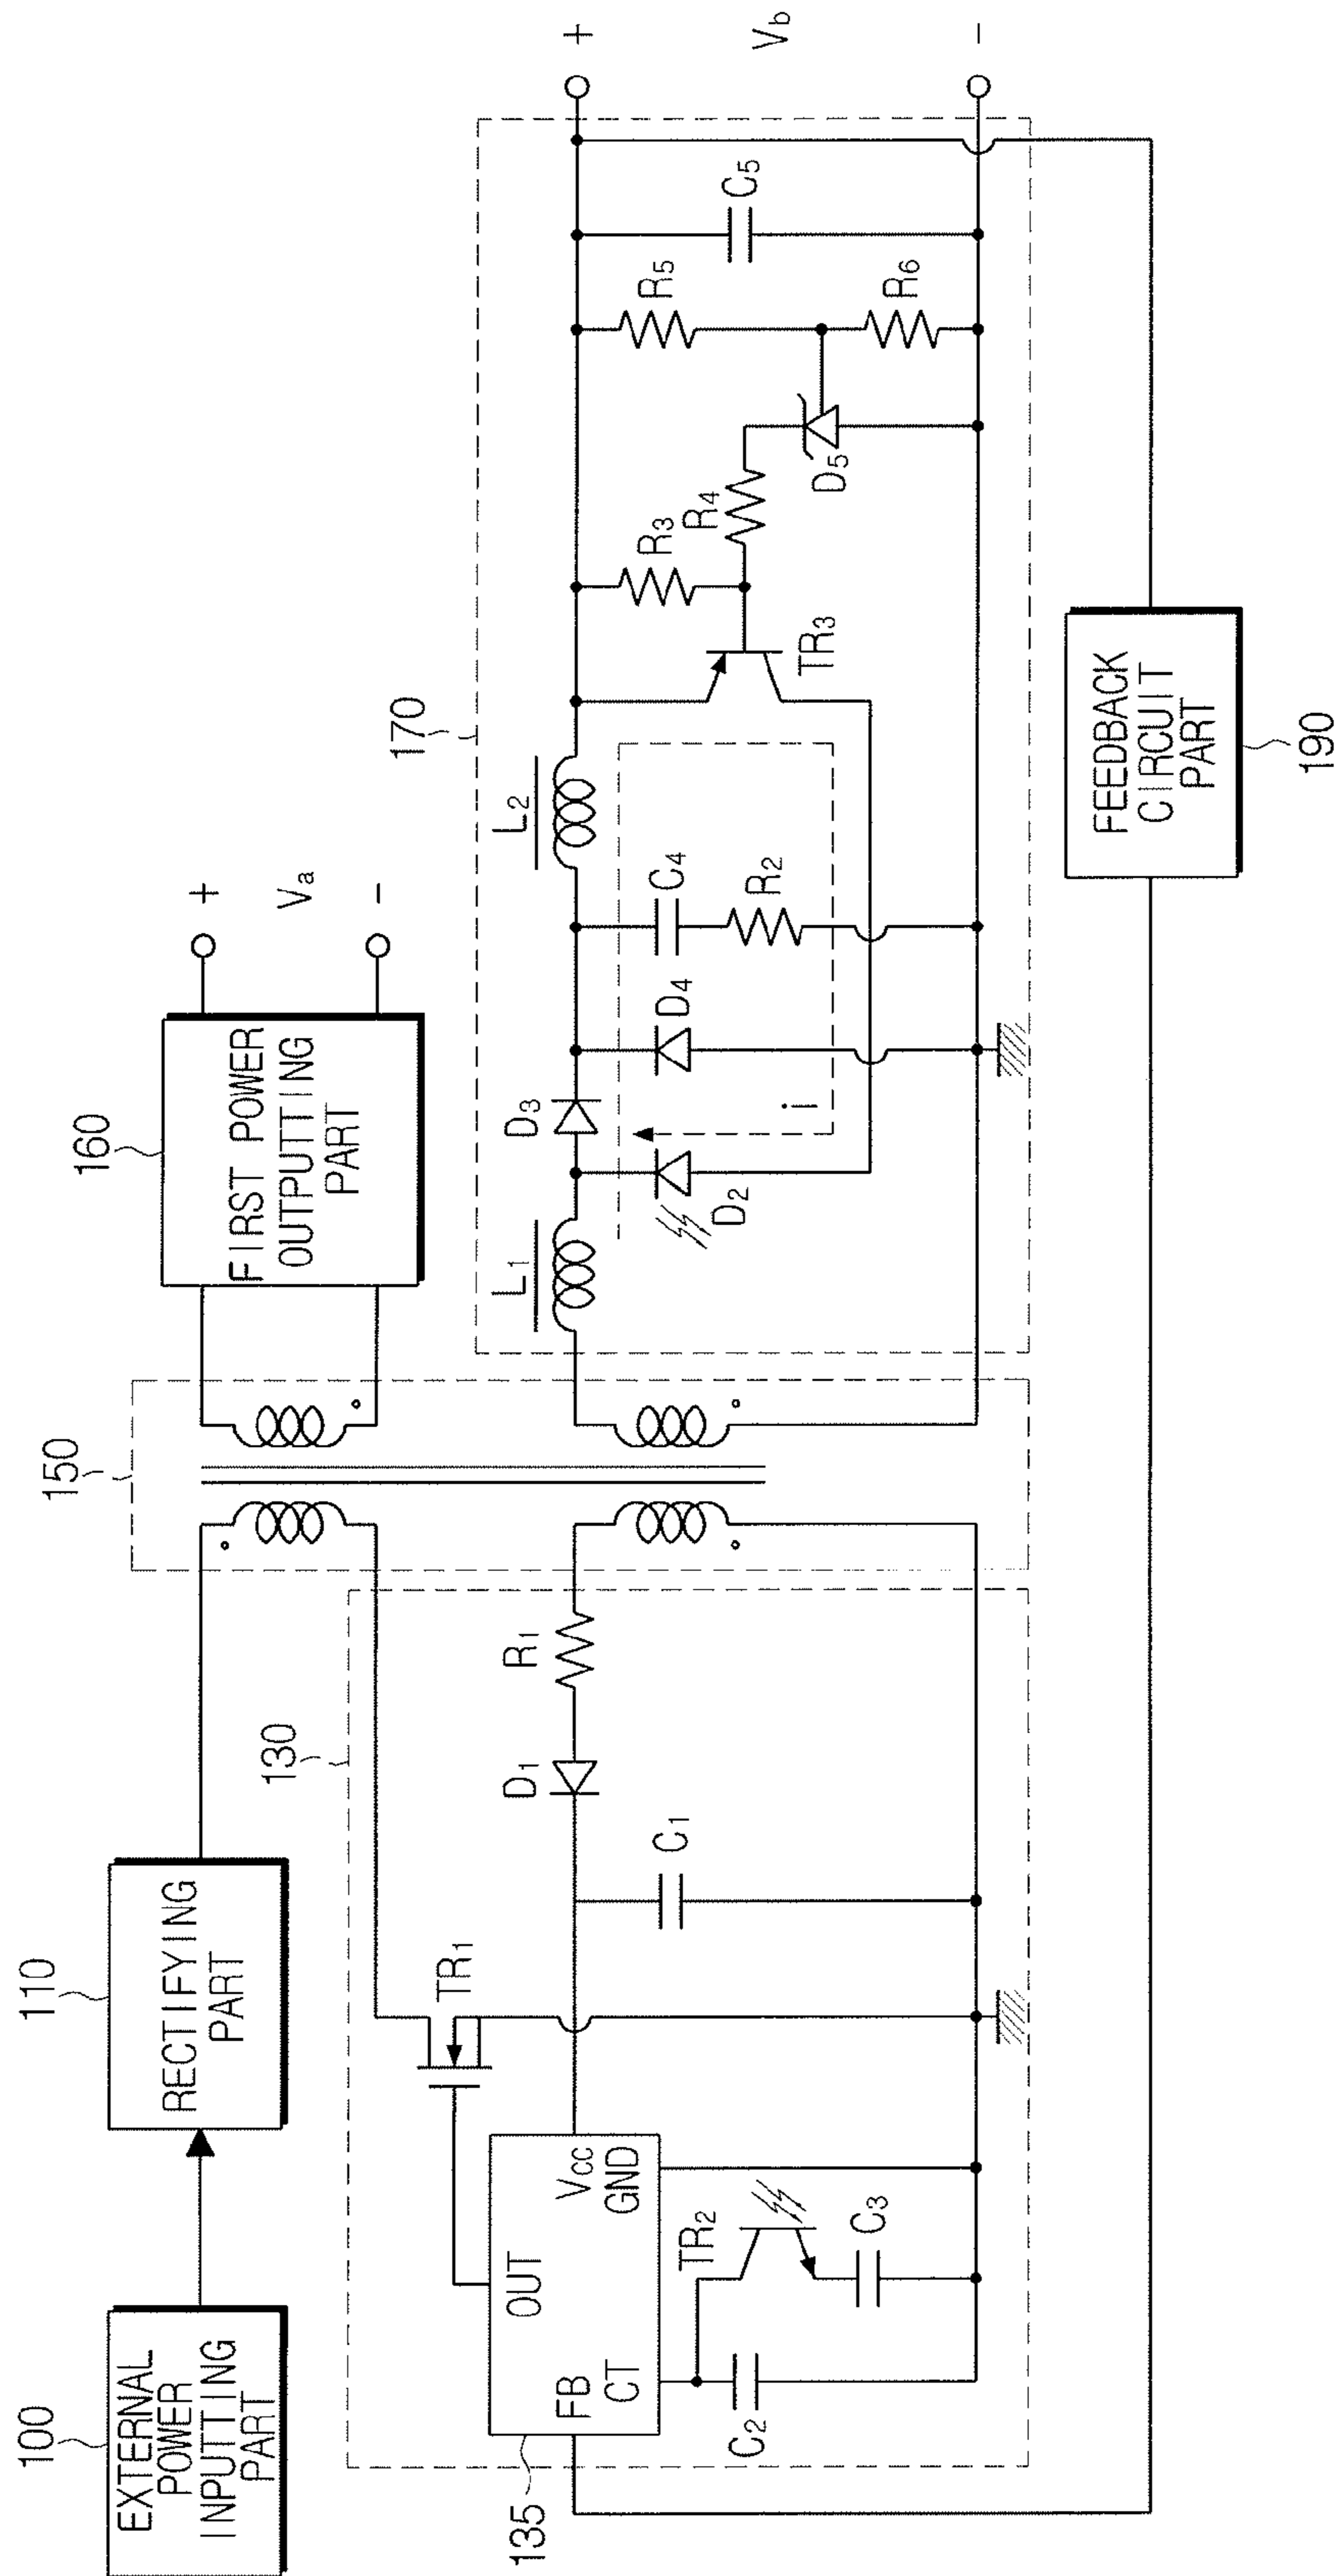 100
EXTERNAL
POWER
INPUTTING
PART
110
RECTIFYING
PART
150
160
FIRST POWER
OUTPUTTING
PART
+
Va
-
130
135
OUT
FB
CT
VCC
GND
TR1
TR2
C2
C3
C1
D1
R1
170
L1
D2
D3
D4
i
C4
R2
L2
TR3
R3
R4
D5
R5
R6
C5
+
Vb
-
FEEDBACK
CIRCUIT
PART
190